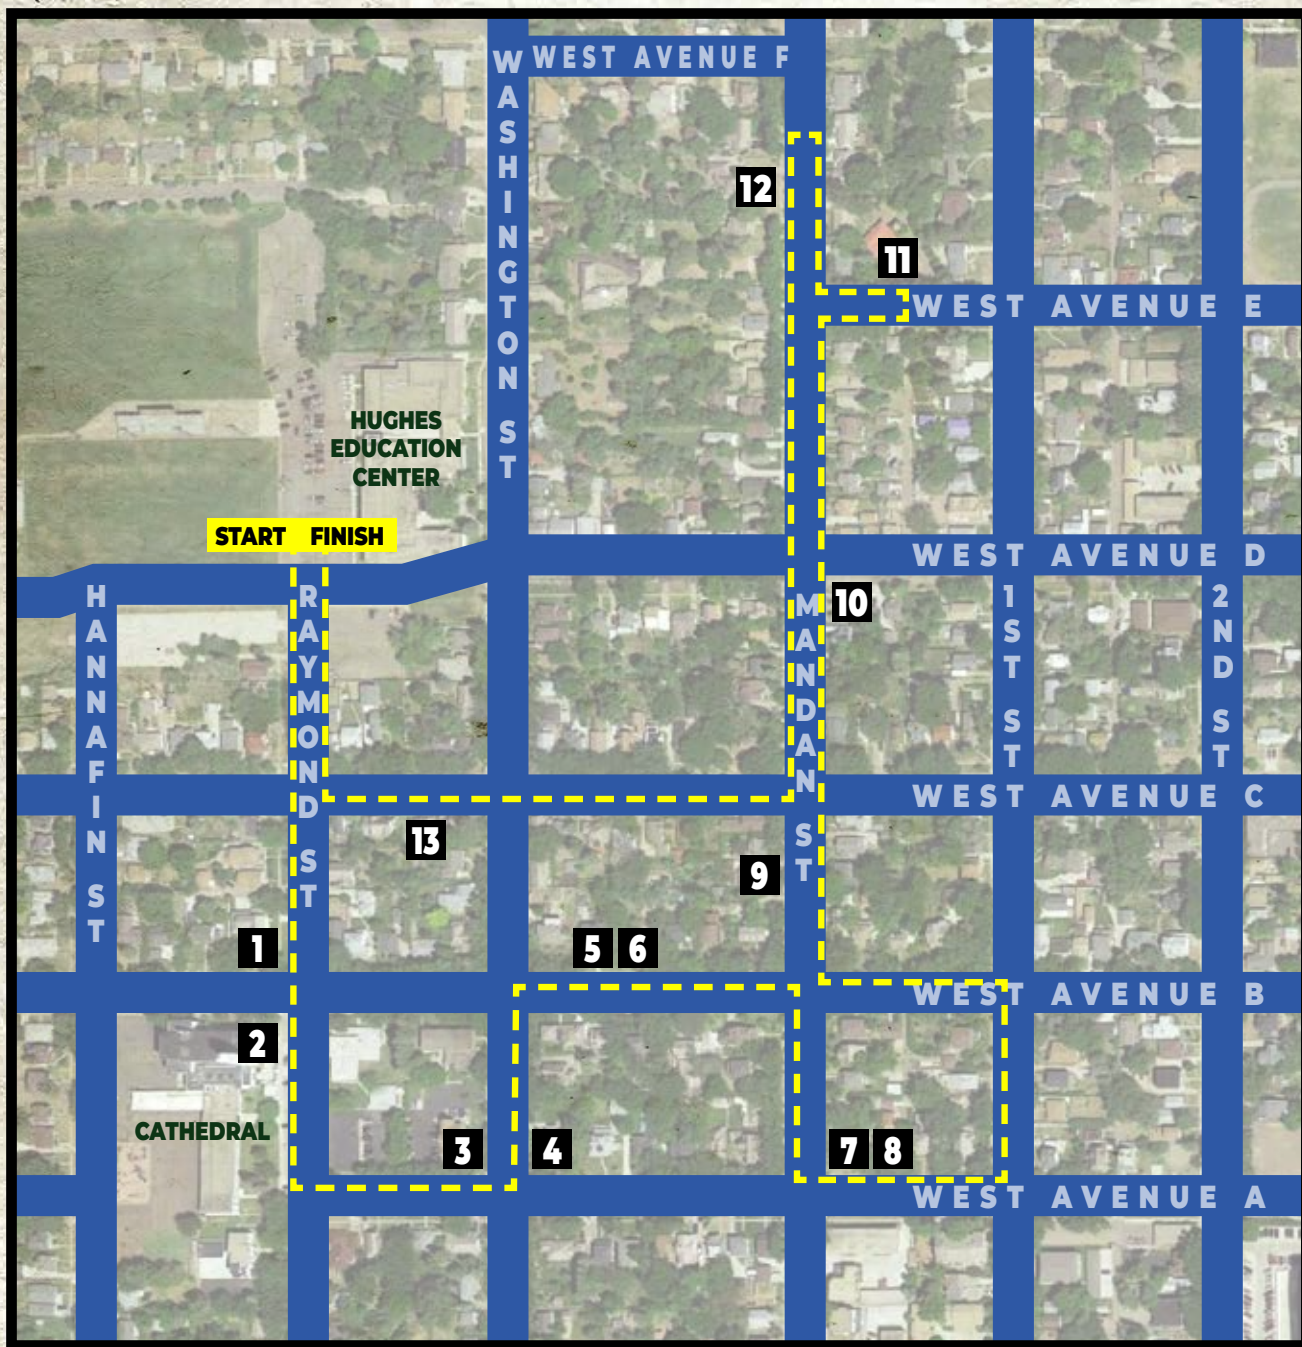 WEST AVENUE F
WASHINGTON ST
12
11
WEST AVENUE E
HUGHES
EDUCATION
CENTER
START FINISH
WEST AVENUE D
HANNAFIN ST
RAYMOND ST
MANDAN ST
10
1ST ST
2ND ST
WEST AVENUE C
13
9
1
5 6
WEST AVENUE B
2
CATHEDRAL
3
4
7 8
WEST AVENUE A